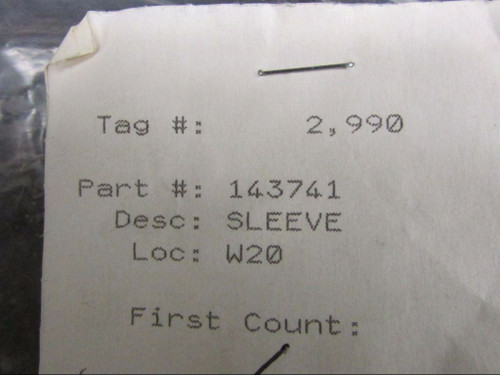 Tag #: 2,990
Part #: 143741
Desc: SLEEVE
Loc: W20
First Count: